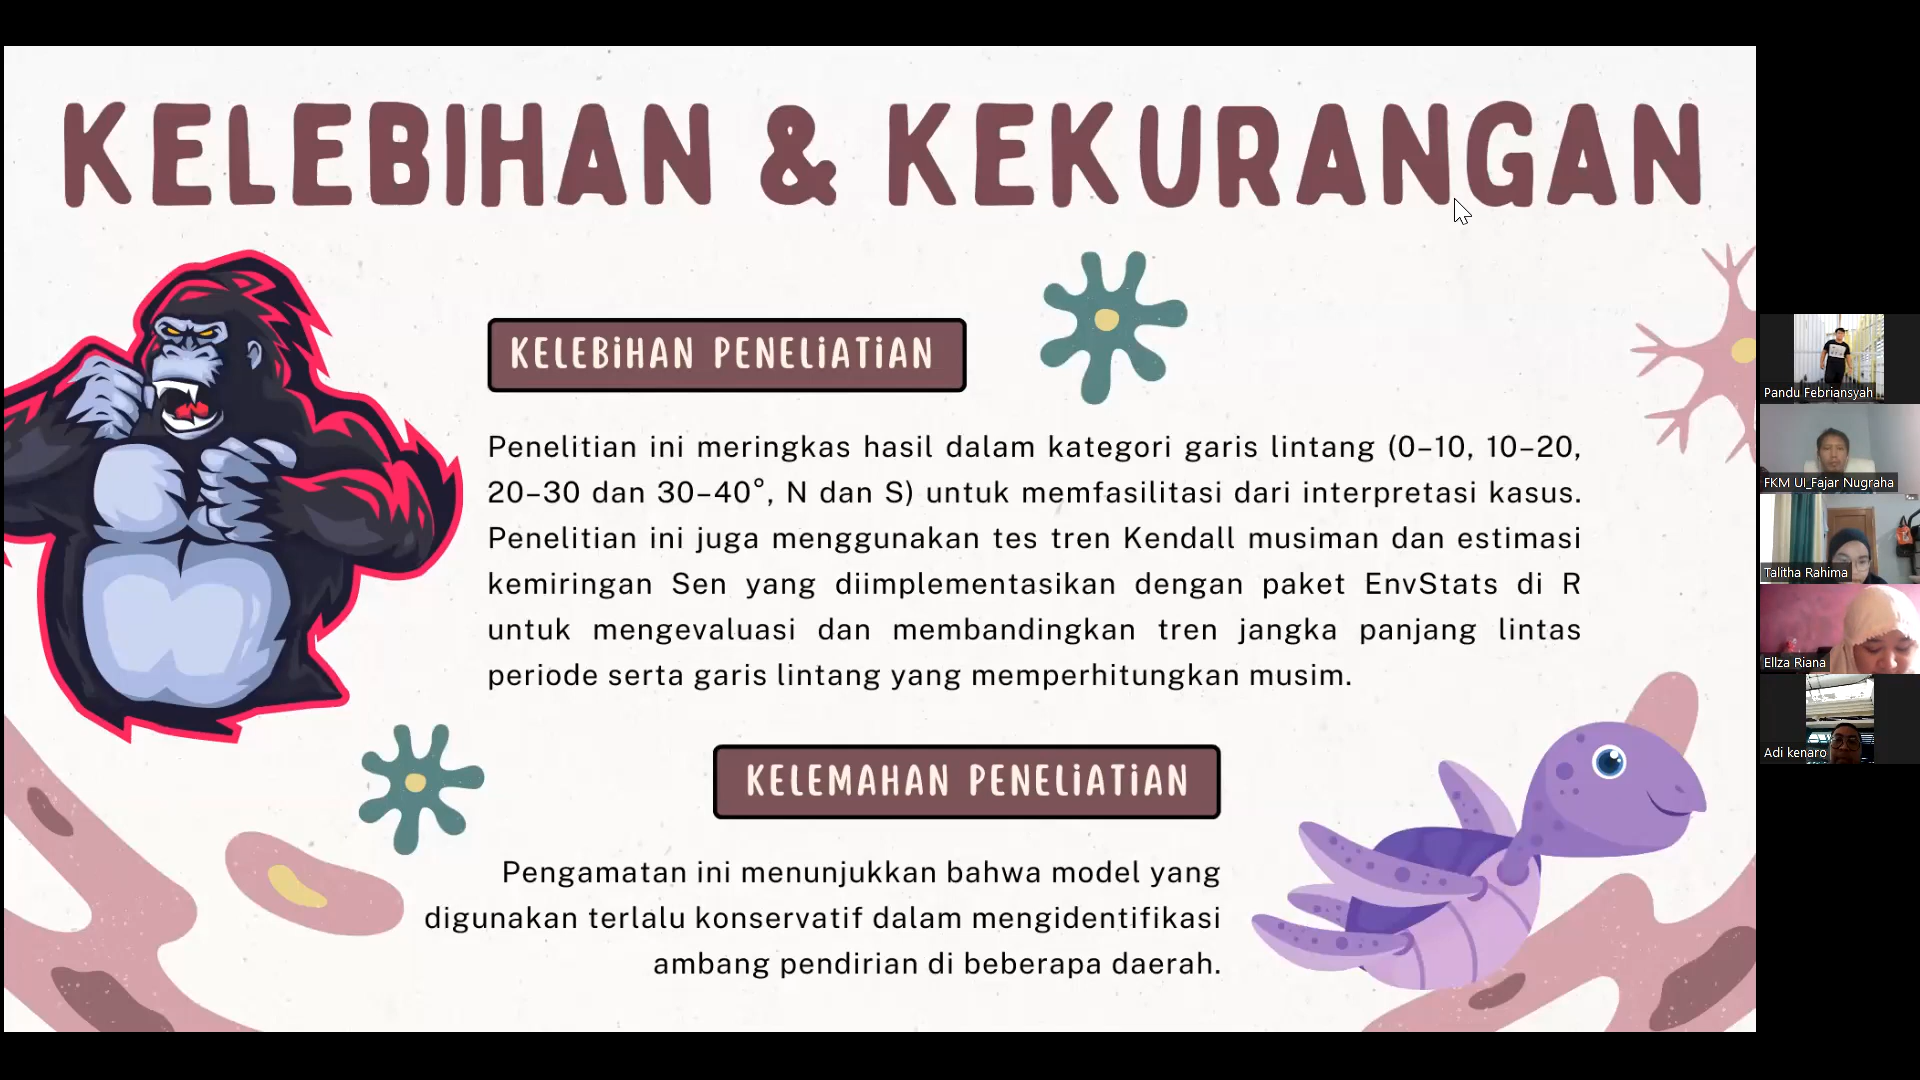 KELEBIHAN & KEKURANGAN
KELEBiHAN PENELiATiAN
Penelitian ini meringkas hasil dalam kategori garis lintang (0–10, 10–20,
20–30 dan 30–40°, N dan S) untuk memfasilitasi dari interpretasi kasus.
Penelitian ini juga menggunakan tes tren Kendall musiman dan estimasi
kemiringan Sen yang diimplementasikan dengan paket EnvStats di R
untuk mengevaluasi dan membandingkan tren jangka panjang lintas
periode serta garis lintang yang memperhitungkan musim.
KELEMAHAN PENELiATiAN
Pengamatan ini menunjukkan bahwa model yang
digunakan terlalu konservatif dalam mengidentifikasi
ambang pendirian di beberapa daerah.
Pandu Febriansyah
FKM UI_Fajar Nugraha
Talitha Rahima
Ellza Riana
Adi kenaro